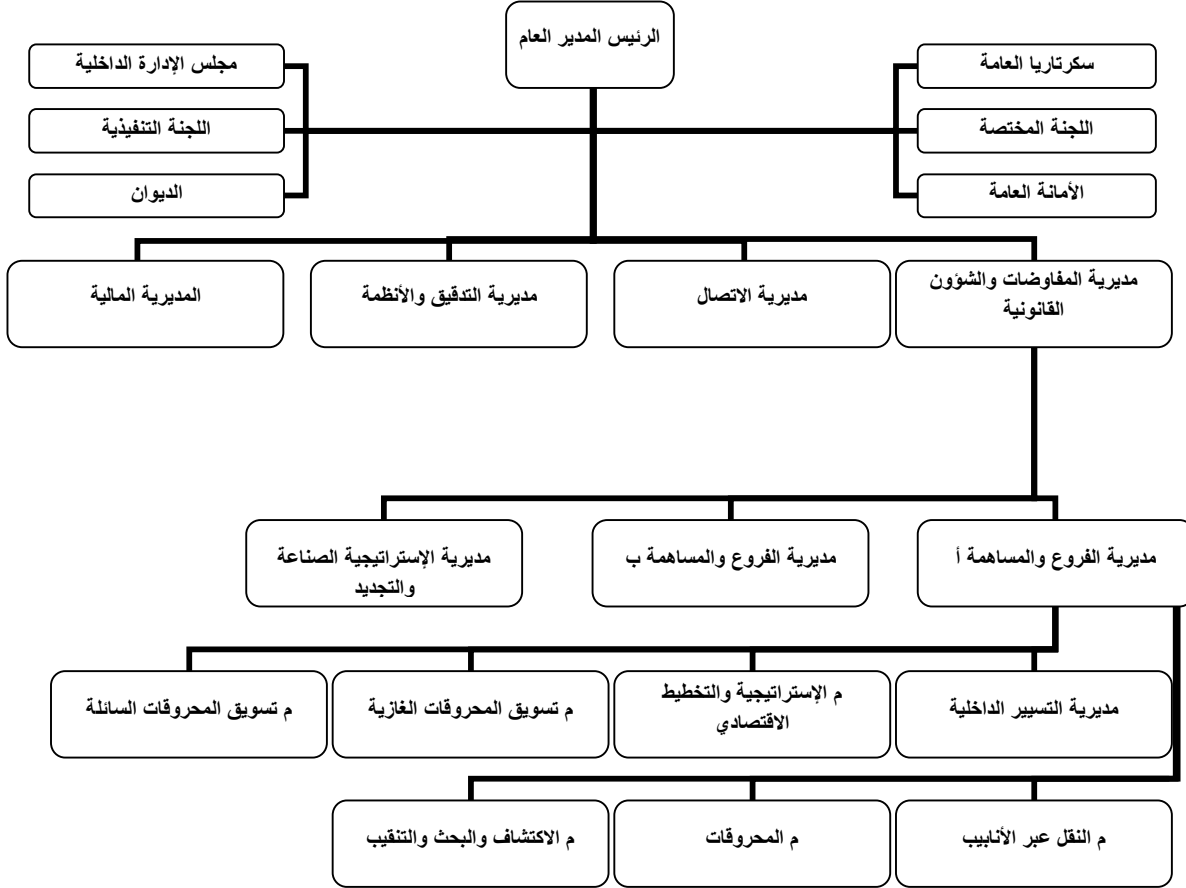 الرئيس المدير العام
سكرتاريا العامة
مجلس الإدارة الداخلية
اللجنة المختصة
اللجنة التنفيذية
الأمانة العامة
الديوان
مديرية المفاوضات والشؤون
القانونية
مديرية الاتصال
مديرية التدقيق والأنظمة
المديرية المالية
مديرية الفروع والمساهمة أ
مديرية الفروع والمساهمة ب
مديرية الإستراتيجية الصناعة
والتجديد
مديرية التسيير الداخلية
م الإستراتيجية والتخطيط
الاقتصادي
م تسويق المحروقات الغازية
م تسويق المحروقات السائلة
م النقل عبر الأنابيب
م المحروقات
م الاكتشاف والبحث والتنقيب